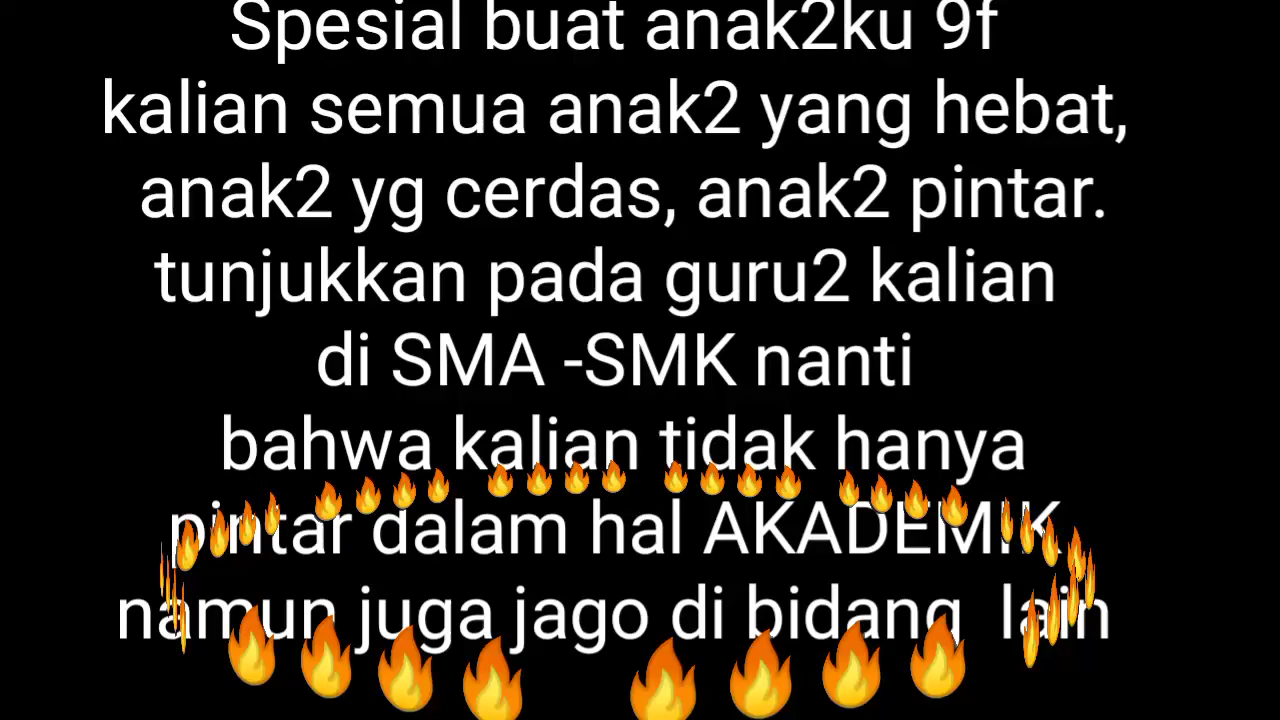 Spesial buat anak2ku 9f
kalian semua anak2 yang hebat,
anak2 yg cerdas, anak2 pintar.
tunjukkan pada guru2 kalian
di SMA -SMK nanti
bahwa kalian tidak hanya
pintar dalam hal AKADEMIK
namun juga jago di bidang lain